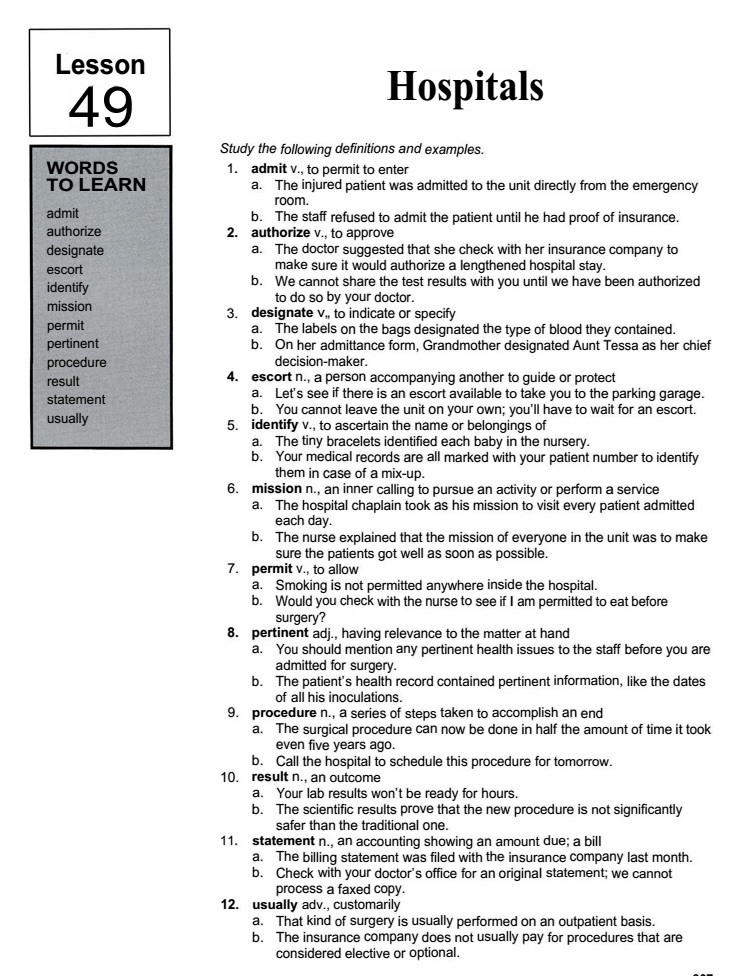 Lesson
49
Hospitals
WORDS
TO LEARN
admit
authorize
designate
escort
identify
mission
permit
pertinent
procedure
result
statement
usually
Study the following definitions and examples.
1. admit v., to permit to enter
a. The injured patient was admitted to the unit directly from the emergency
room.
b. The staff refused to admit the patient until he had proof of insurance.
2. authorize v., to approve
a. The doctor suggested that she check with her insurance company to
make sure it would authorize a lengthened hospital stay.
b. We cannot share the test results with you until we have been authorized
to do so by your doctor.
3. designate v,, to indicate or specify
a. The labels on the bags designated the type of blood they contained.
b. On her admittance form, Grandmother designated Aunt Tessa as her chief
decision-maker.
4. escort n., a person accompanying another to guide or protect
a. Let's see if there is an escort available to take you to the parking garage.
b. You cannot leave the unit on your own; you'll have to wait for an escort.
5. identify v., to ascertain the name or belongings of
a. The tiny bracelets identified each baby in the nursery.
b. Your medical records are all marked with your patient number to identify
them in case of a mix-up.
6. mission n., an inner calling to pursue an activity or perform a service
a. The hospital chaplain took as his mission to visit every patient admitted
each day.
b. The nurse explained that the mission of everyone in the unit was to make
sure the patients got well as soon as possible.
7. permit v., to allow
a. Smoking is not permitted anywhere inside the hospital.
b. Would you check with the nurse to see if I am permitted to eat before
surgery?
8. pertinent adj., having relevance to the matter at hand
a. You should mention any pertinent health issues to the staff before you are
admitted for surgery.
b. The patient's health record contained pertinent information, like the dates
of all his inoculations.
9. procedure n., a series of steps taken to accomplish an end
a. The surgical procedure can now be done in half the amount of time it took
even five years ago.
b. Call the hospital to schedule this procedure for tomorrow.
10. result n., an outcome
a. Your lab results won't be ready for hours.
b. The scientific results prove that the new procedure is not significantly
safer than the traditional one.
11. statement n., an accounting showing an amount due; a bill
a. The billing statement was filed with the insurance company last month.
b. Check with your doctor's office for an original statement; we cannot
process a faxed copy.
12. usually adv., customarily
a. That kind of surgery is usually performed on an outpatient basis.
b. The insurance company does not usually pay for procedures that are
considered elective or optional.